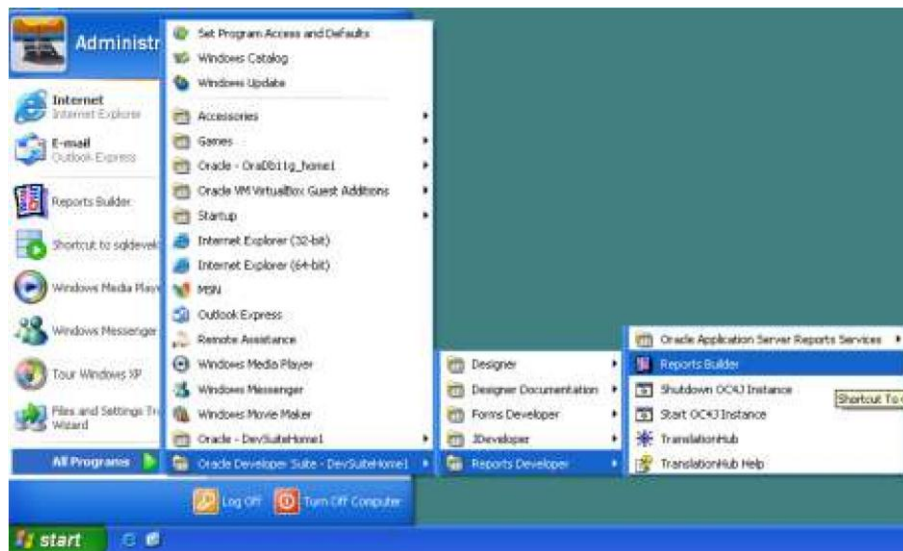 Administr
Internet
Internet Explorer
E-mail
Outlook Express
Reports Builder
Shortcut to sqldevel
Windows Media Play
Windows Messenger
Tour Windows XP
Files and Settings Tr
Wizard
All Programs
Set Program Access and Defaults
Windows Catalog
Windows Update
Accessories
Games
Oracle - OraDb11g_home1
Oracle VM VirtualBox Guest Additions
Startup
Internet Explorer (32-bit)
Internet Explorer (64-bit)
MSN
Outlook Express
Remote Assistance
Windows Media Player
Windows Messenger
Windows Movie Maker
Oracle - DevSuiteHome1
Oracle Developer Suite - DevSuiteHome1
Designer
Designer Documentation
Forms Developer
JDeveloper
Reports Developer
Oracle Application Server Reports Services
Reports Builder
Shutdown OC4J Instance
Start OC4J Instance
TranslationHub
TranslationHub Help
Shortcut To
Log Off
Turn Off Computer
start